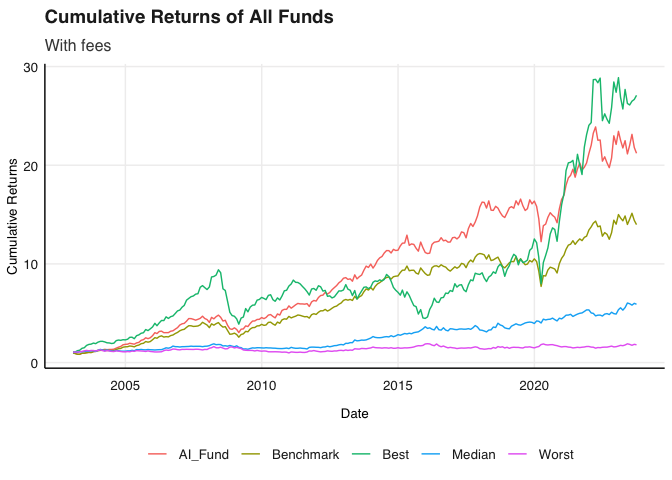 Cumulative Returns of All Funds
With fees
30
20
10
0
Cumulative Returns
2005 2010 2015 2020
Date
AI_Fund Benchmark Best Median Worst